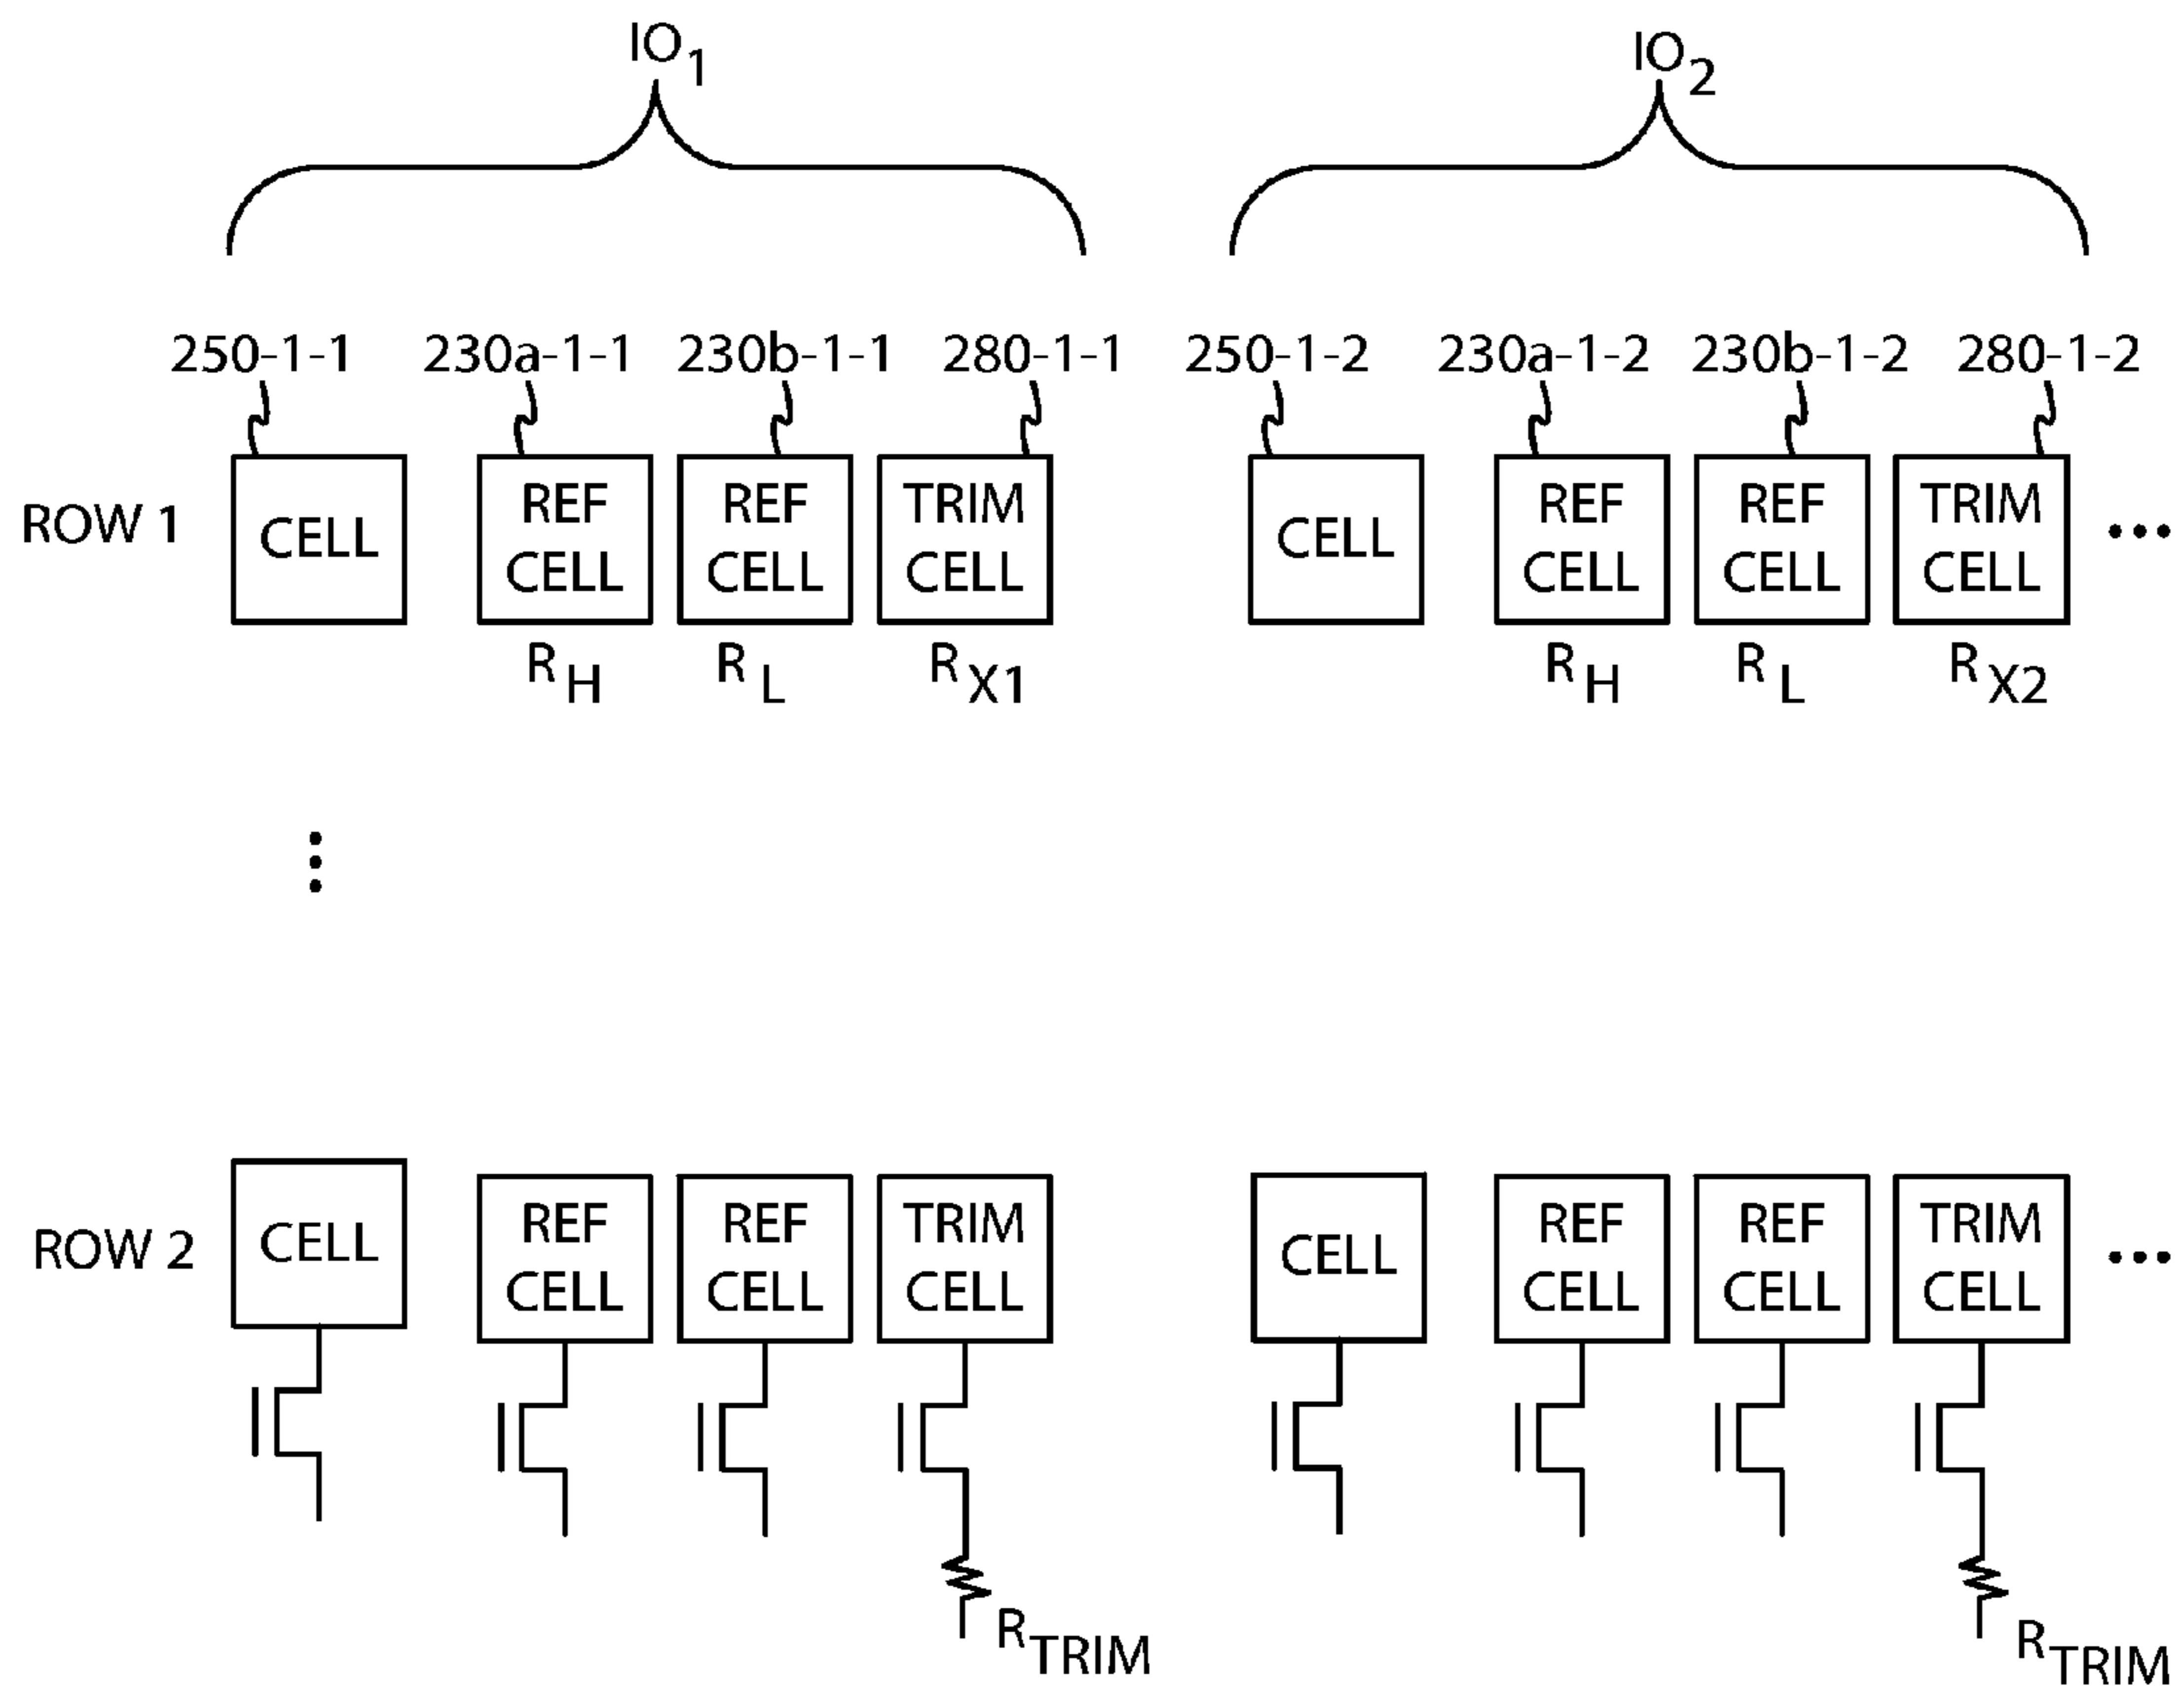 IO1 IO2
250-1-1 230a-1-1 230b-1-1 280-1-1 250-1-2 230a-1-2 230b-1-2 280-1-2
ROW 1 CELL REF CELL REF CELL TRIM CELL CELL REF CELL REF CELL TRIM CELL •••
RH RL RX1 RH RL RX2
ROW 2 CELL REF CELL REF CELL TRIM CELL CELL REF CELL REF CELL TRIM CELL •••
RTRIM RTRIM